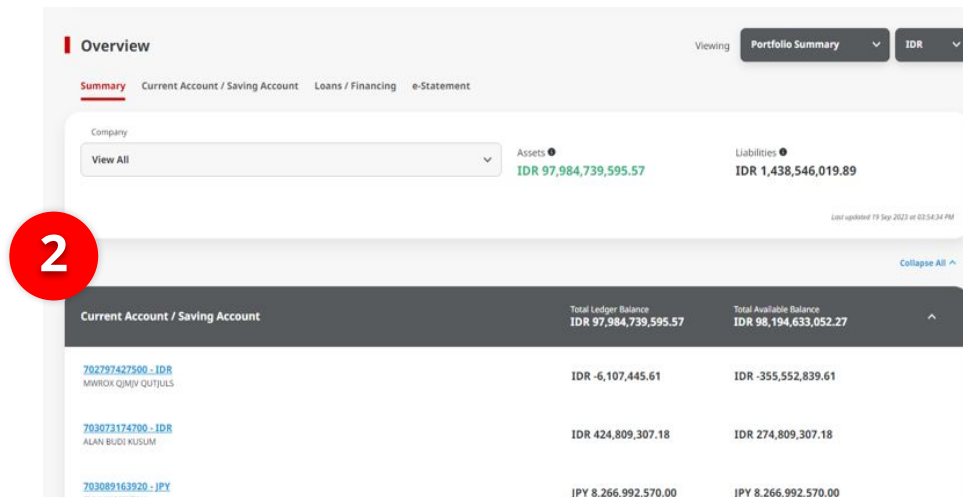 Overview
Viewing
Portfolio Summary
IDR
Summary
Current Account / Saving Account
Loans / Financing
e-Statement
Company
View All
Assets
IDR 97,984,739,595.57
Liabilities
IDR 1,438,546,019.89
Last updated 19 Sep 2023 at 03:54:34 PM
2
Collapse All
Current Account / Saving Account
Total Ledger Balance
IDR 97,984,739,595.57
Total Available Balance
IDR 98,194,633,052.27
702797427500 - IDR
MWROX QJMJV QUTJULS
IDR -6,107,445.61
IDR -355,552,839.61
703073174700 - IDR
ALAN BUDI KUSUM
IDR 424,809,307.18
IDR 274,809,307.18
703089163920 - JPY
JPY 8,266,992,570.00
JPY 8,266,992,570.00